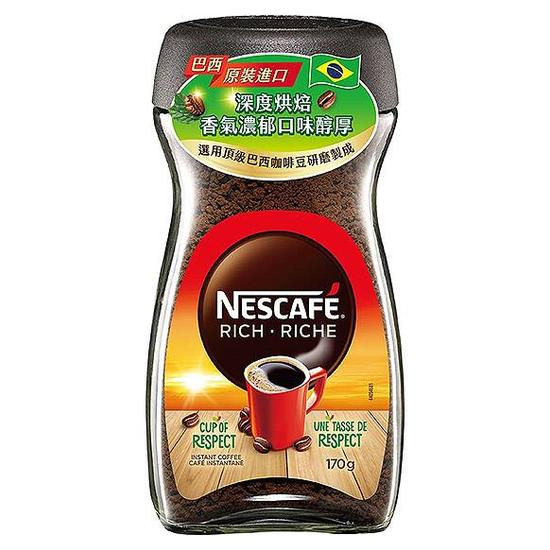 巴西
原裝進口
深度烘焙
香氣濃郁口味醇厚
選用頂級巴西咖啡豆研磨製成
NESCAFÉ®
RICH · RICHE
CUP OF
RESPECT
UNE TASSE DE
RESPECT
INSTANT COFFEE
CAFÉ INSTANTANÉ
170g